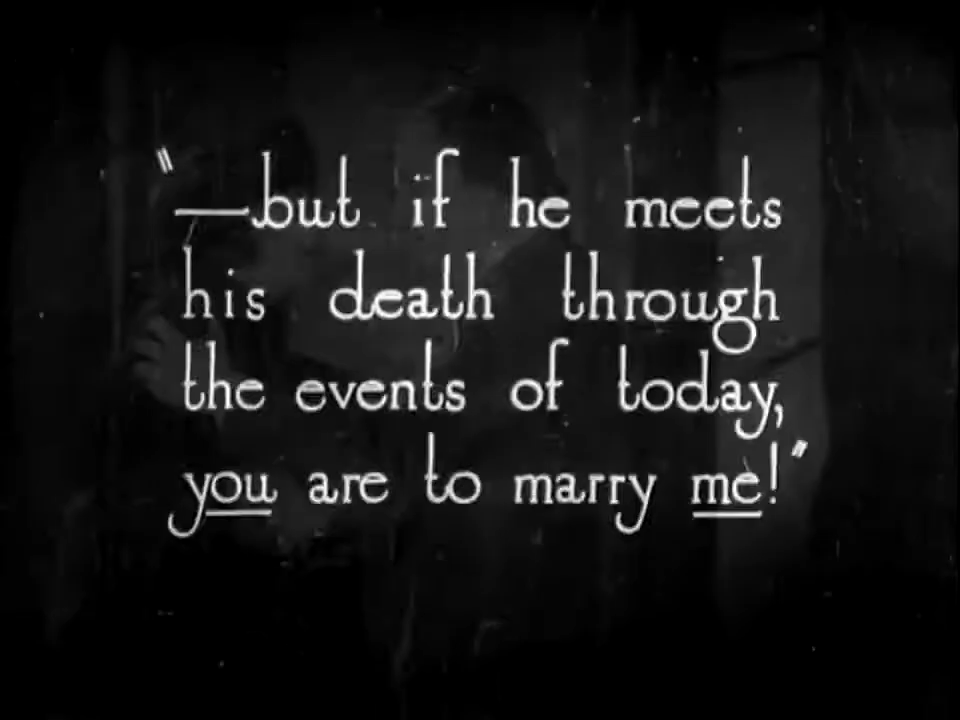 "—but if he meets
his death through
the events of today,
you are to marry me!"